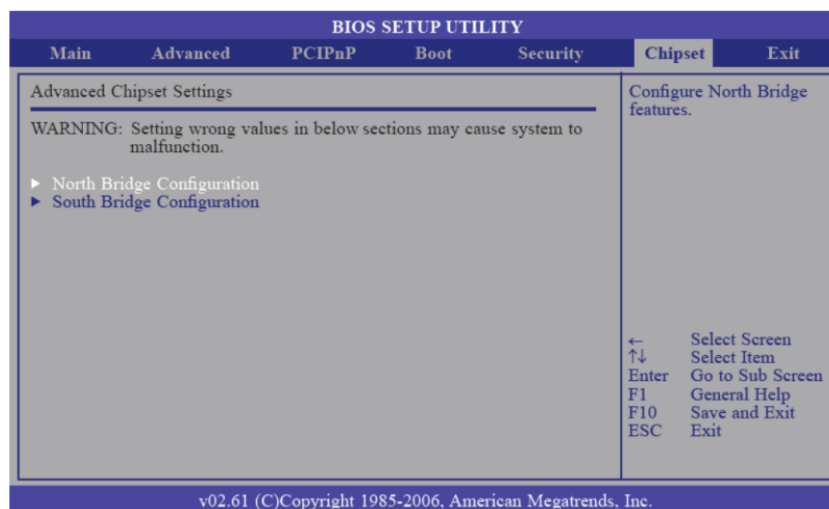 BIOS SETUP UTILITY
Main Advanced PCIPnP Boot Security Chipset Exit
Advanced Chipset Settings
WARNING: Setting wrong values in below sections may cause system to
malfunction.
► North Bridge Configuration
► South Bridge Configuration
Configure North Bridge
features.
← Select Screen
↑↓ Select Item
Enter Go to Sub Screen
F1 General Help
F10 Save and Exit
ESC Exit
v02.61 (C)Copyright 1985-2006, American Megatrends, Inc.